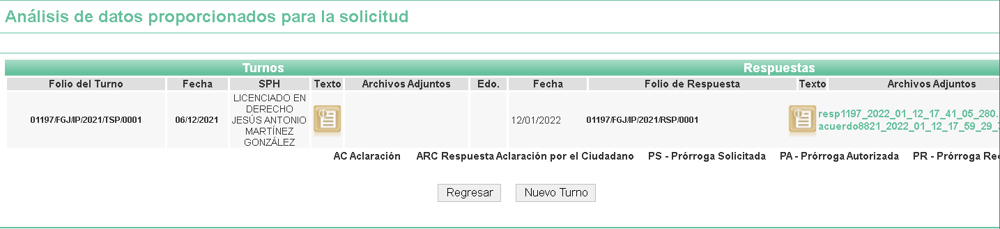 Análisis de datos proporcionados para la solicitud
Turnos Respuestas
Folio del Turno Fecha SPH Texto Archivos Adjuntos Edo. Fecha Folio de Respuesta Texto Archivos Adjuntos
01197/FGJ/IP/2021/TSP/0001 06/12/2021 LICENCIADO EN
DERECHO
JESÚS ANTONIO
MARTÍNEZ
GONZÁLEZ
12/01/2022 01197/FGJ/IP/2021/RSP/0001 resp1197_2022_01_12_17_41_05_280.
acuerdo8821_2022_01_12_17_59_29_
AC Aclaración ARC Respuesta Aclaración por el Ciudadano PS - Prórroga Solicitada PA - Prórroga Autorizada PR - Prórroga Rec
Regresar Nuevo Turno